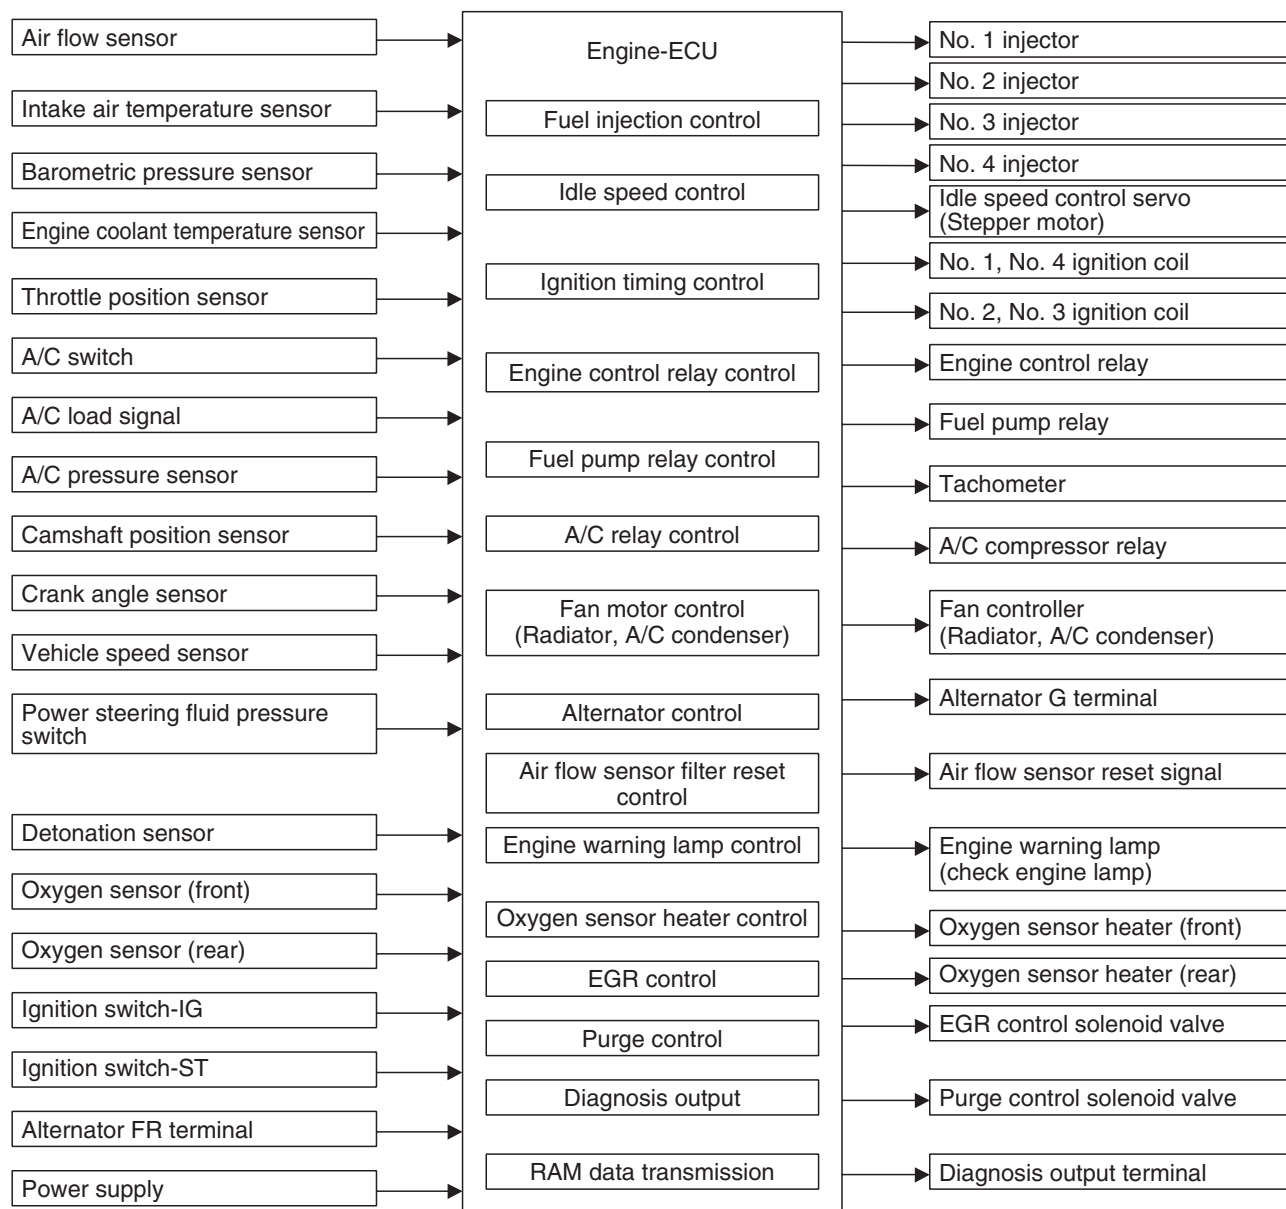 Air flow sensor
Intake air temperature sensor
Barometric pressure sensor
Engine coolant temperature sensor
Throttle position sensor
A/C switch
A/C load signal
A/C pressure sensor
Camshaft position sensor
Crank angle sensor
Vehicle speed sensor
Power steering fluid pressure
switch
Detonation sensor
Oxygen sensor (front)
Oxygen sensor (rear)
Ignition switch-IG
Ignition switch-ST
Alternator FR terminal
Power supply
Engine-ECU
Fuel injection control
Idle speed control
Ignition timing control
Engine control relay control
Fuel pump relay control
A/C relay control
Fan motor control
(Radiator, A/C condenser)
Alternator control
Air flow sensor filter reset
control
Engine warning lamp control
Oxygen sensor heater control
EGR control
Purge control
Diagnosis output
RAM data transmission
No. 1 injector
No. 2 injector
No. 3 injector
No. 4 injector
Idle speed control servo
(Stepper motor)
No. 1, No. 4 ignition coil
No. 2, No. 3 ignition coil
Engine control relay
Fuel pump relay
Tachometer
A/C compressor relay
Fan controller
(Radiator, A/C condenser)
Alternator G terminal
Air flow sensor reset signal
Engine warning lamp
(check engine lamp)
Oxygen sensor heater (front)
Oxygen sensor heater (rear)
EGR control solenoid valve
Purge control solenoid valve
Diagnosis output terminal